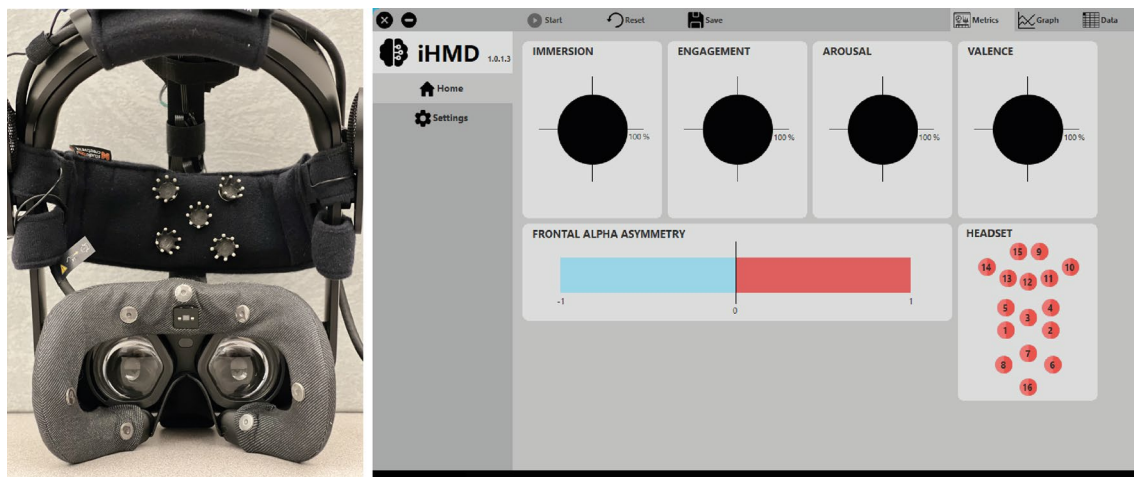 Start Reset Save Metrics Graph Data
iHMD 1.0.1.3
Home
Settings
IMMERSION
100 %
ENGAGEMENT
100 %
AROUSAL
100 %
VALENCE
100 %
FRONTAL ALPHA ASYMMETRY
-1 0 1
HEADSET
15 9
14 10
13 12 11
5 4
3
1 2
7
8 6
16